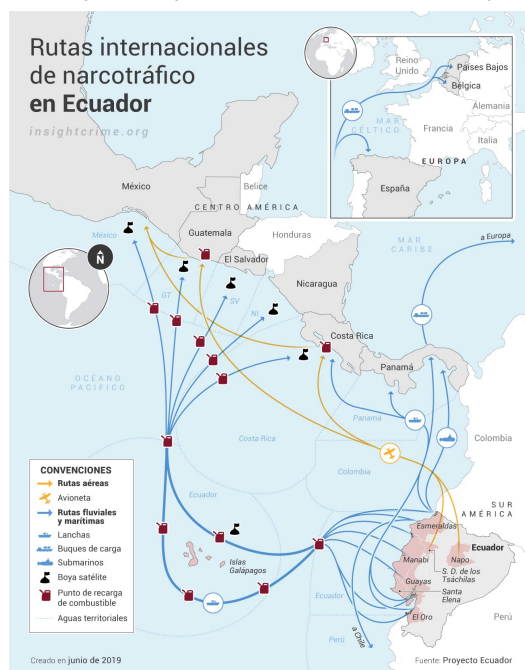 Rutas internacionales
de narcotráfico
en Ecuador
insightcrime.org
Reino
Unido
Países Bajos
Bélgica
Alemania
MAR
CÉLTICO
Francia
Italia
EUROPA
España
México
Belice
CENTRO AMÉRICA
Guatemala
Honduras
El Salvador
Nicaragua
MAR
CARIBE
a Europa
México
Ñ
GT
SV
NI
Costa Rica
Panamá
OCÉANO
PACÍFICO
Costa Rica
Panamá
Colombia
Colombia
Ecuador
SUR
AMÉRICA
Esmeraldas
Ecuador
Manabí
Napo
S. D. de los
Tsáchilas
Guayas
Santa
Elena
El Oro
Islas
Galápagos
Ecuador
Perú
a Chile
Perú
CONVENCIONES
Rutas aéreas
Avioneta
Rutas fluviales
y marítimas
Lanchas
Buques de carga
Submarinos
Boya satélite
Punto de recarga
de combustible
Aguas territoriales
Creado en junio de 2019
Fuente: Proyecto Ecuador